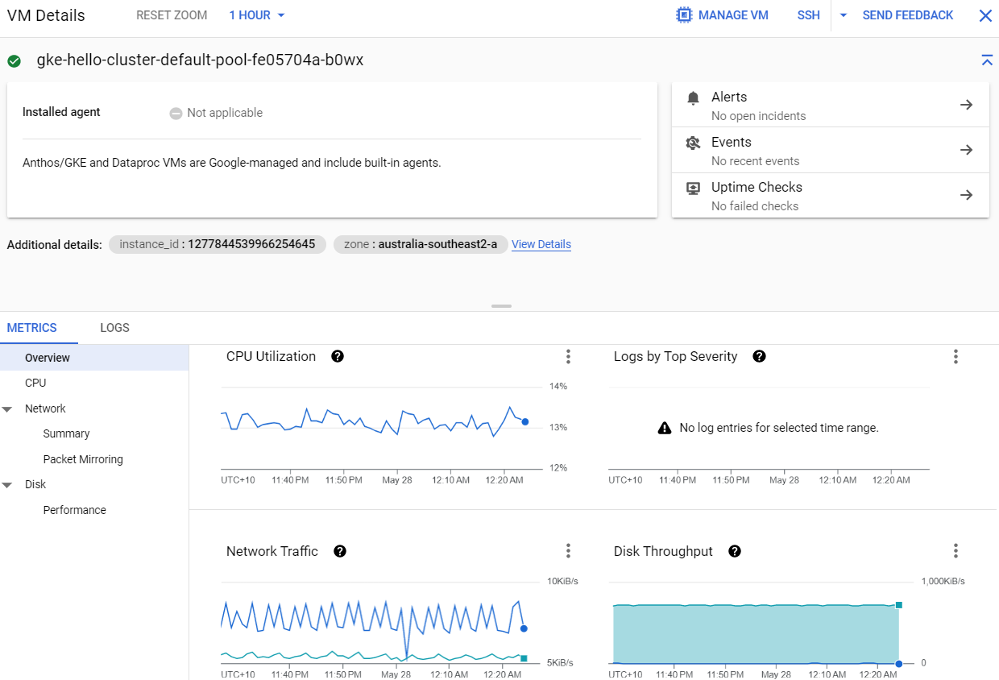 VM Details
RESET ZOOM
1 HOUR
MANAGE VM
SSH
SEND FEEDBACK
gke-hello-cluster-default-pool-fe05704a-b0wx
Installed agent
Not applicable
Anthos/GKE and Dataproc VMs are Google-managed and include built-in agents.
Alerts
No open incidents
Events
No recent events
Uptime Checks
No failed checks
Additional details:
instance_id : 1277844539966254645
zone : australia-southeast2-a
View Details
METRICS
LOGS
Overview
CPU
Network
Summary
Packet Mirroring
Disk
Performance
CPU Utilization
14%
13%
12%
UTC+10 11:40 PM 11:50 PM May 28 12:10 AM 12:20 AM
Logs by Top Severity
No log entries for selected time range.
UTC+10 11:40 PM 11:50 PM May 28 12:10 AM 12:20 AM
Network Traffic
10KiB/s
5KiB/s
UTC+10 11:40 PM 11:50 PM May 28 12:10 AM 12:20 AM
Disk Throughput
1,000KiB/s
0
UTC+10 11:40 PM 11:50 PM May 28 12:10 AM 12:20 AM